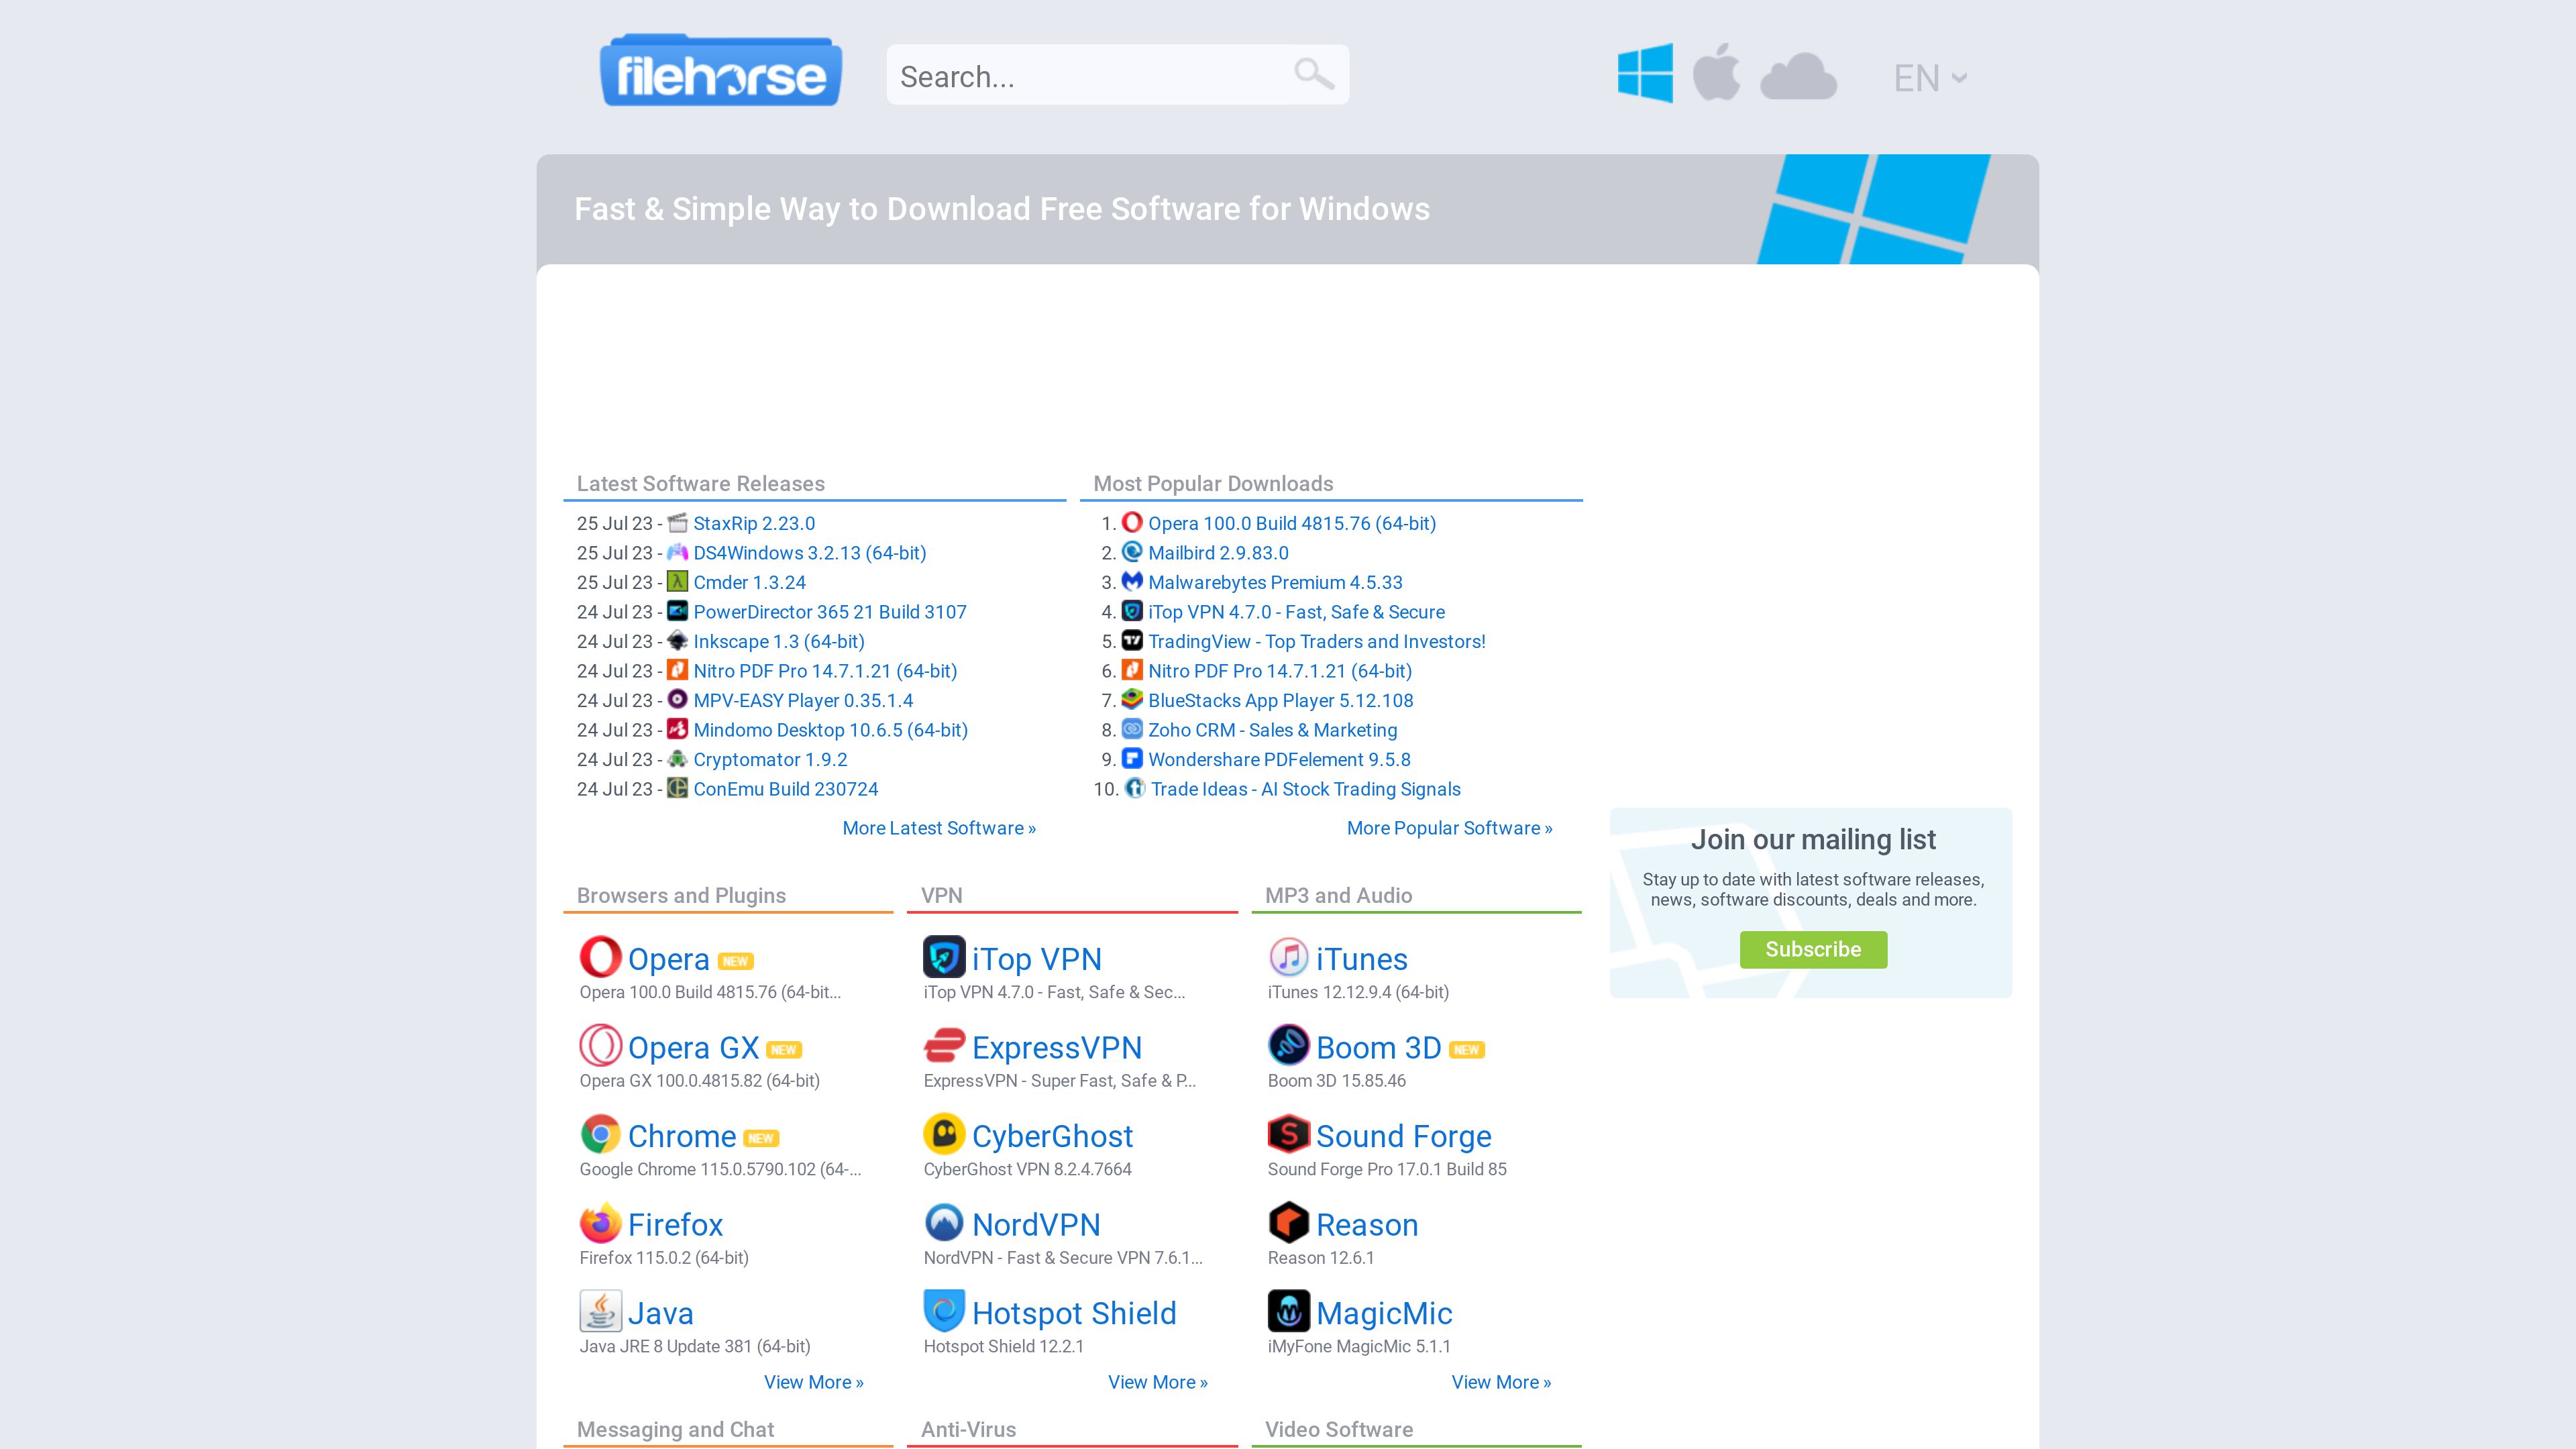 filehorse
Search...
EN
Fast & Simple Way to Download Free Software for Windows
Latest Software Releases
25 Jul 23 - StaxRip 2.23.0
25 Jul 23 - DS4Windows 3.2.13 (64-bit)
25 Jul 23 - Cmder 1.3.24
24 Jul 23 - PowerDirector 365 21 Build 3107
24 Jul 23 - Inkscape 1.3 (64-bit)
24 Jul 23 - Nitro PDF Pro 14.7.1.21 (64-bit)
24 Jul 23 - MPV-EASY Player 0.35.1.4
24 Jul 23 - Mindomo Desktop 10.6.5 (64-bit)
24 Jul 23 - Cryptomator 1.9.2
24 Jul 23 - ConEmu Build 230724
More Latest Software »
Most Popular Downloads
1. Opera 100.0 Build 4815.76 (64-bit)
2. Mailbird 2.9.83.0
3. Malwarebytes Premium 4.5.33
4. iTop VPN 4.7.0 - Fast, Safe & Secure
5. TradingView - Top Traders and Investors!
6. Nitro PDF Pro 14.7.1.21 (64-bit)
7. BlueStacks App Player 5.12.108
8. Zoho CRM - Sales & Marketing
9. Wondershare PDFelement 9.5.8
10. Trade Ideas - AI Stock Trading Signals
More Popular Software »
Join our mailing list
Stay up to date with latest software releases,
news, software discounts, deals and more.
Subscribe
Browsers and Plugins
Opera NEW
Opera 100.0 Build 4815.76 (64-bit...
Opera GX NEW
Opera GX 100.0.4815.82 (64-bit)
Chrome NEW
Google Chrome 115.0.5790.102 (64-...
Firefox
Firefox 115.0.2 (64-bit)
Java
Java JRE 8 Update 381 (64-bit)
View More »
VPN
iTop VPN
iTop VPN 4.7.0 - Fast, Safe & Sec...
ExpressVPN
ExpressVPN - Super Fast, Safe & P...
CyberGhost
CyberGhost VPN 8.2.4.7664
NordVPN
NordVPN - Fast & Secure VPN 7.6.1...
Hotspot Shield
Hotspot Shield 12.2.1
View More »
MP3 and Audio
iTunes
iTunes 12.12.9.4 (64-bit)
Boom 3D NEW
Boom 3D 15.85.46
Sound Forge
Sound Forge Pro 17.0.1 Build 85
Reason
Reason 12.6.1
MagicMic
iMyFone MagicMic 5.1.1
View More »
Messaging and Chat
Anti-Virus
Video Software